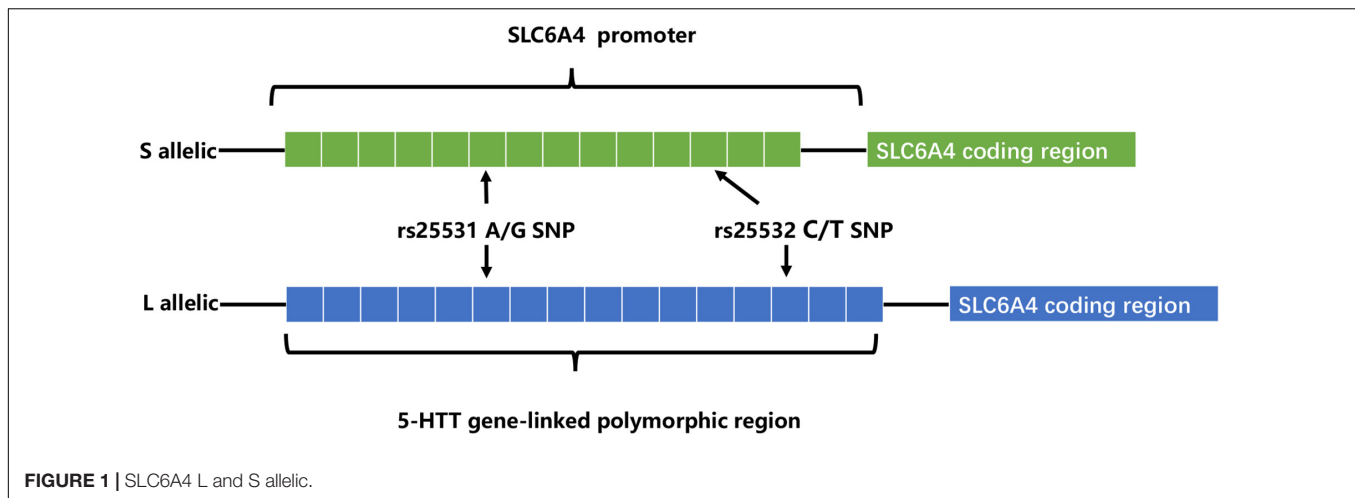 SLC6A4 promoter
S allelic
SLC6A4 coding region
rs25531 A/G SNP
rs25532 C/T SNP
L allelic
SLC6A4 coding region
5-HTT gene-linked polymorphic region
FIGURE 1 | SLC6A4 L and S allelic.